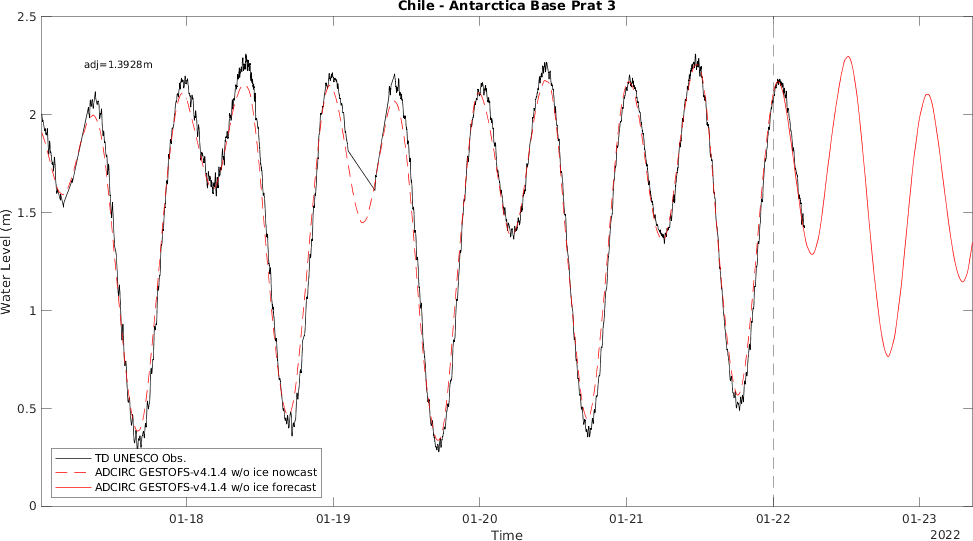 Chile - Antarctica Base Prat 3
adj=1.3928m
2.5
2
1.5
1
0.5
0
Water Level (m)
TD UNESCO Obs.
ADCIRC GESTOFS-v4.1.4 w/o ice nowcast
ADCIRC GESTOFS-v4.1.4 w/o ice forecast
01-18 01-19 01-20 01-21 01-22 01-23
Time
2022